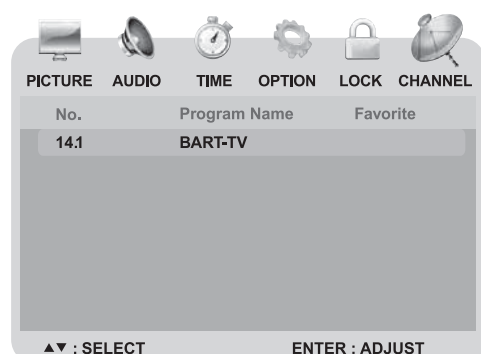 PICTURE AUDIO TIME OPTION LOCK CHANNEL
No. Program Name Favorite
14.1 BART-TV
▲▼ : SELECT ENTER : ADJUST